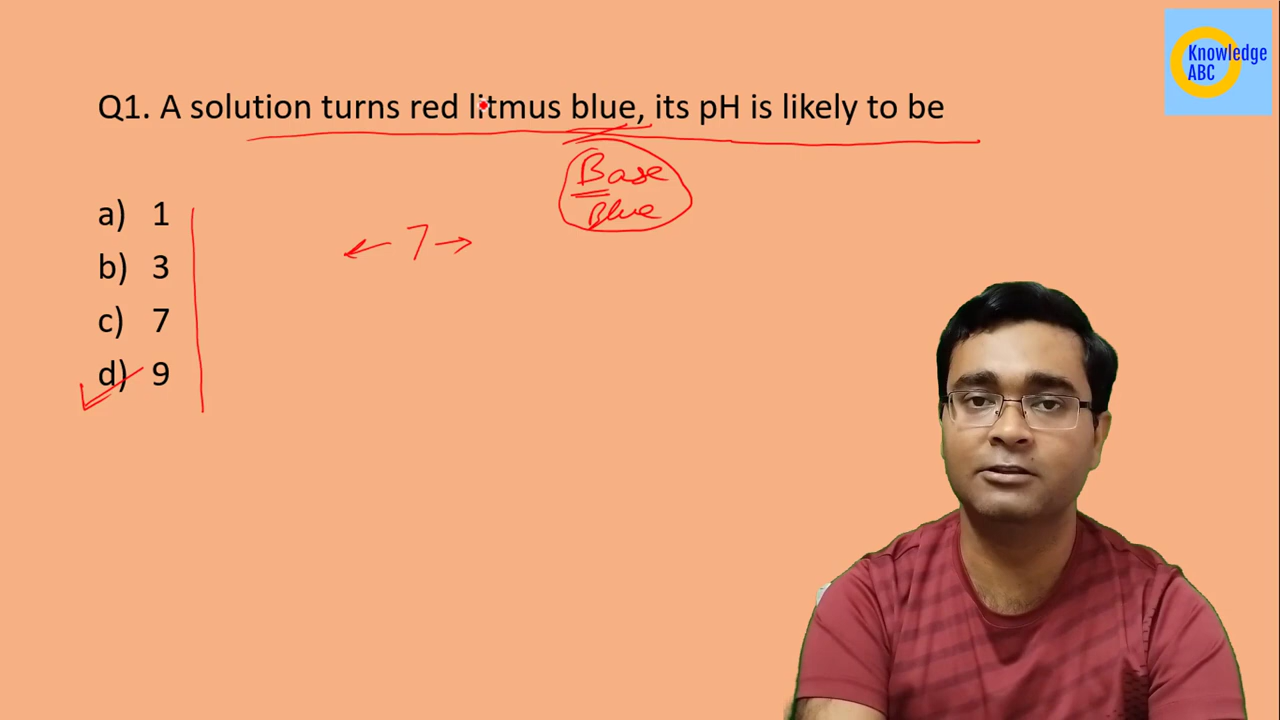 Knowledge
ABC
Q1. A solution turns red litmus blue, its pH is likely to be
Base
Blue
a) 1
← 7 →
b) 3
c) 7
d) 9